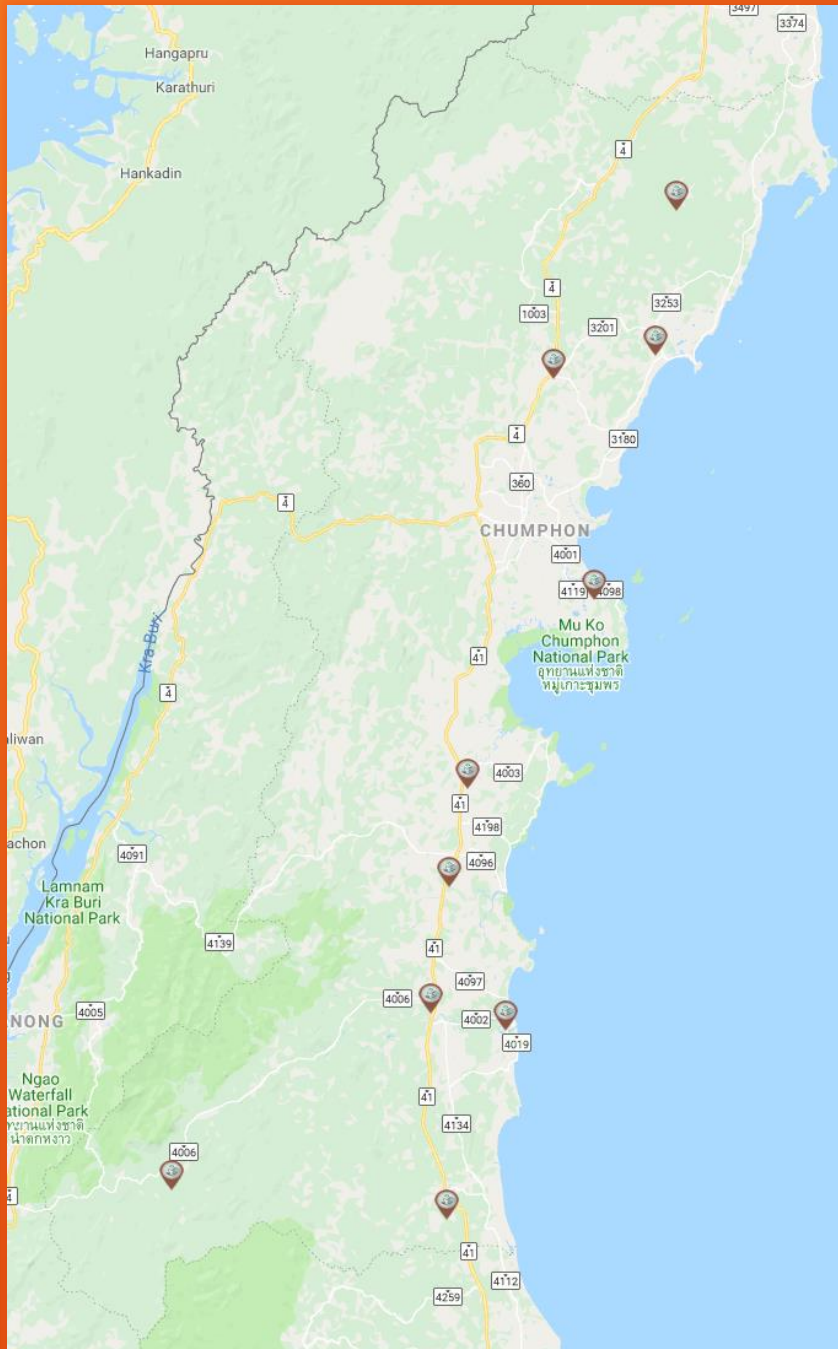 3497
3374
Hangapru
Karathuri
4
Hankadin
4
3253
1003
3201
4
3180
360
4
CHUMPHON
4001
4119
4098
Mu Ko
Chumphon
National Park
อุทยานแห่งชาติ
หมู่เกาะชุมพร
Kra Buri
41
4
aliwan
4003
41
4198
achon
4091
4096
Lamnam
Kra Buri
National Park
4139
41
4097
4006
4005
4002
NONG
4019
Ngao
Waterfall
ational Park
ทยานแห่งชาติ
น้ำตกหงาว
41
4134
4006
4
41
4112
4259